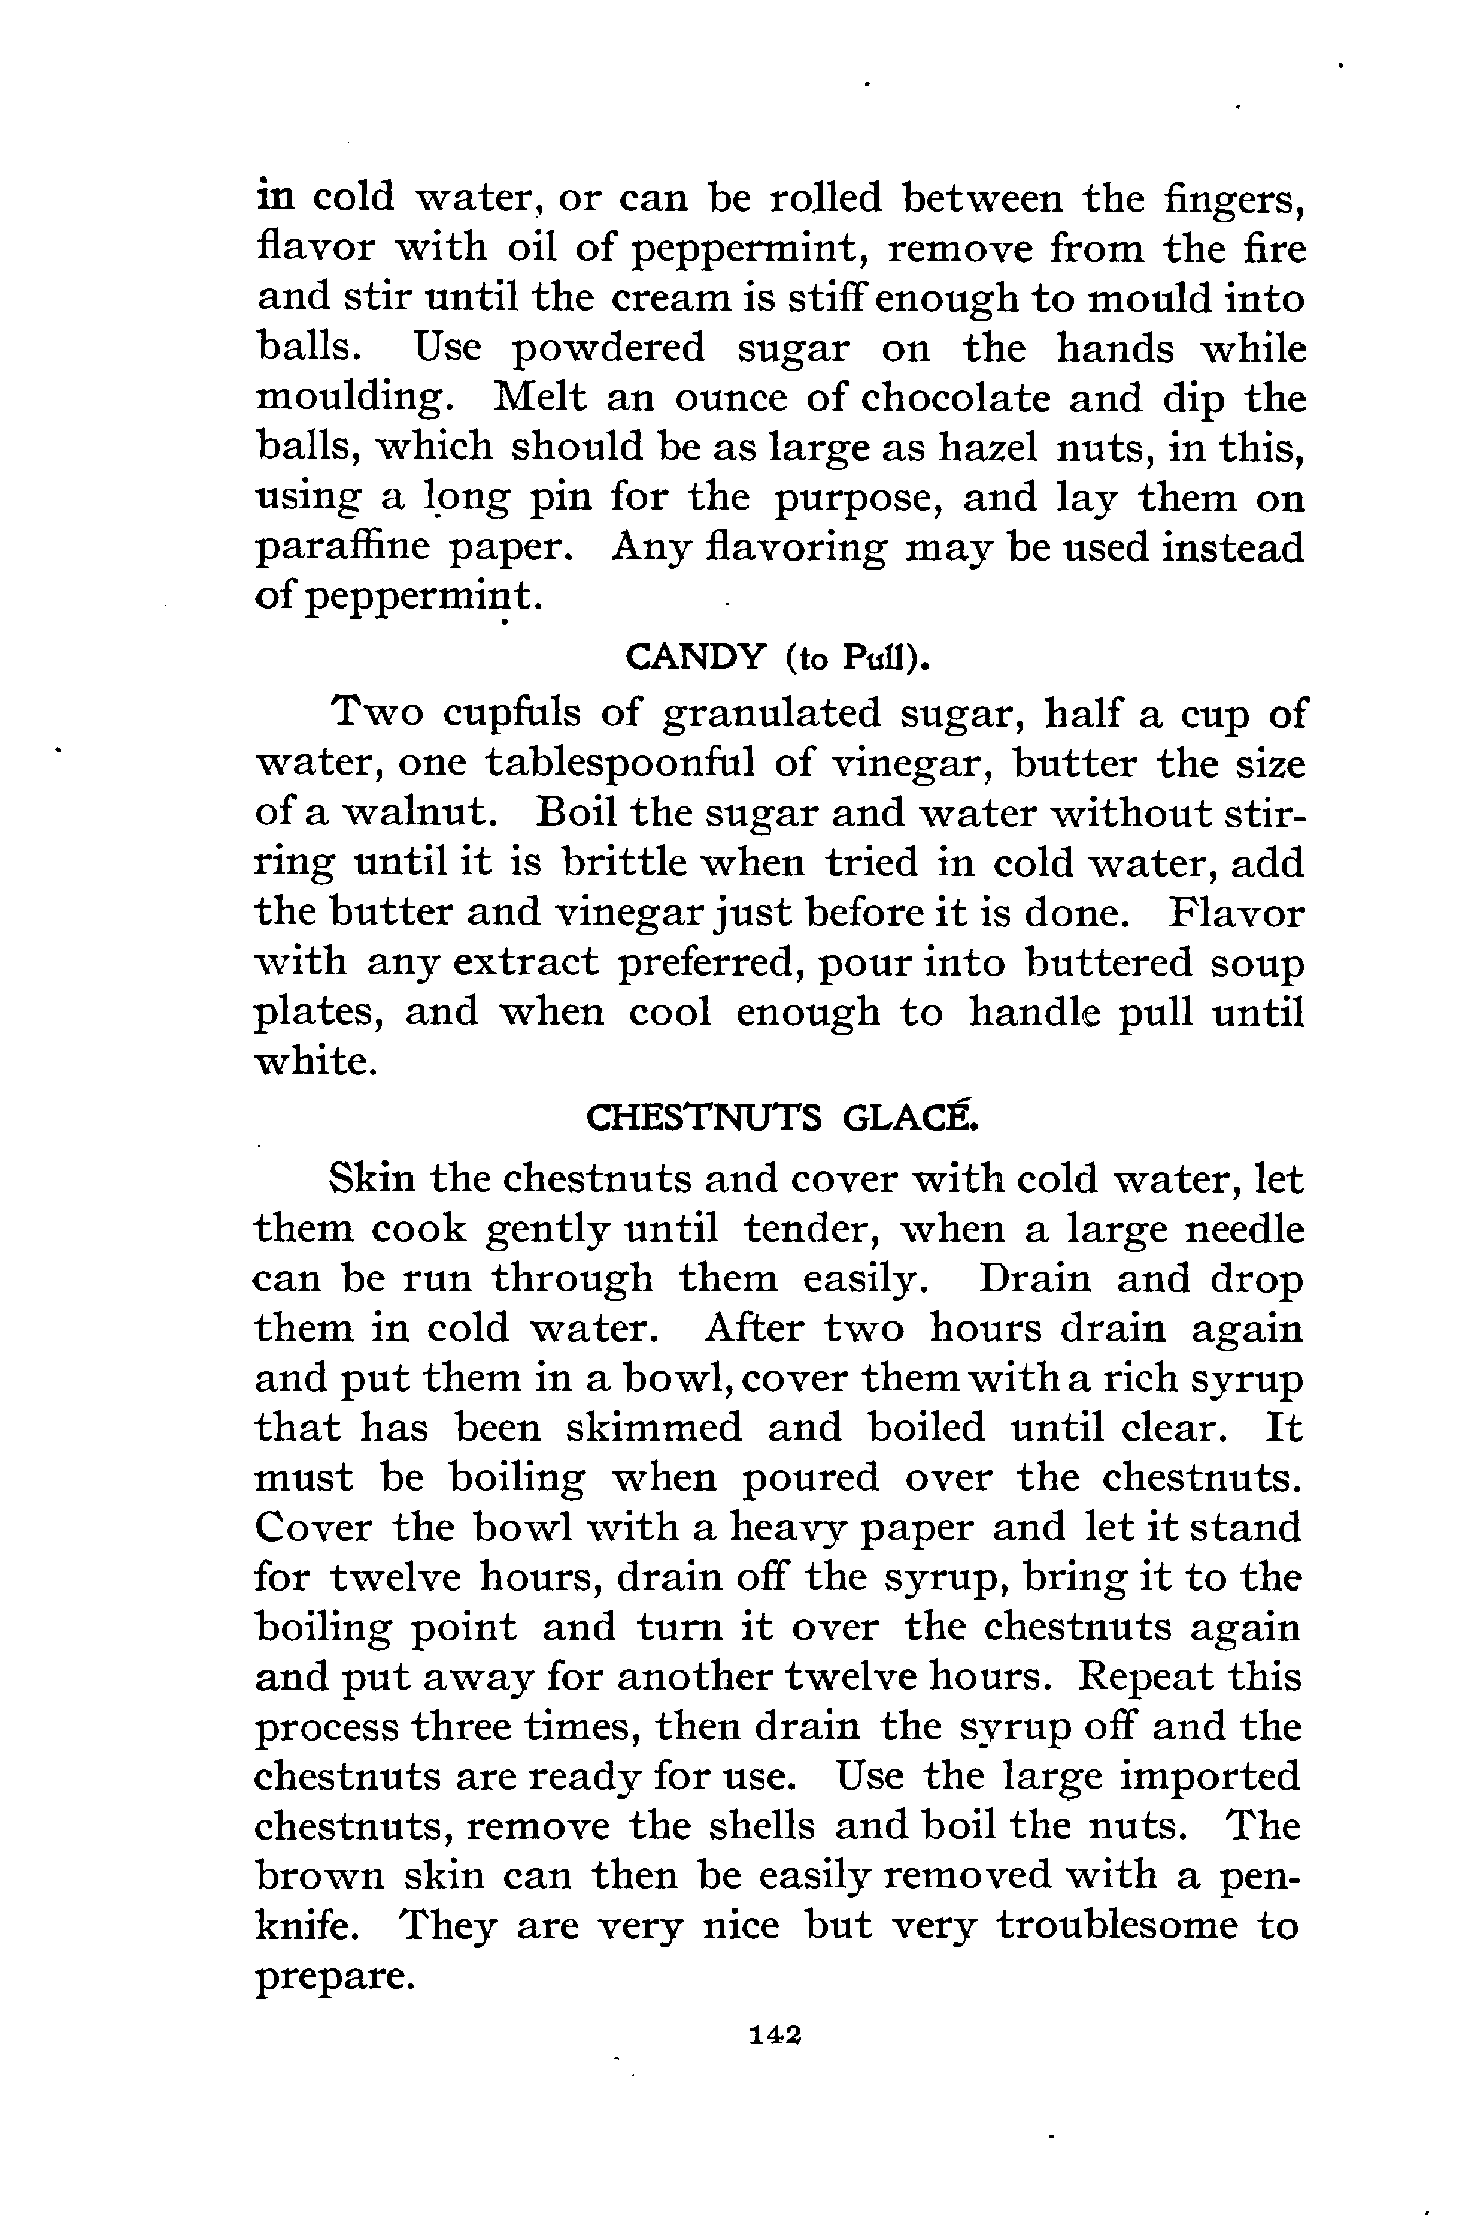 in cold water, or can be rolled between the fingers,
flavor with oil of peppermint, remove from the fire
and stir until the cream is stiff enough to mould into
balls. Use powdered sugar on the hands while
moulding. Melt an ounce of chocolate and dip the
balls, which should be as large as hazel nuts, in this,
using a long pin for the purpose, and lay them on
paraffine paper. Any flavoring may be used instead
of peppermint.
CANDY (to Pull).
Two cupfuls of granulated sugar, half a cup of
water, one tablespoonful of vinegar, butter the size
of a walnut. Boil the sugar and water without stir-
ring until it is brittle when tried in cold water, add
the butter and vinegar just before it is done. Flavor
with any extract preferred, pour into buttered soup
plates, and when cool enough to handle pull until
white.
CHESTNUTS GLACÉ.
Skin the chestnuts and cover with cold water, let
them cook gently until tender, when a large needle
can be run through them easily. Drain and drop
them in cold water. After two hours drain again
and put them in a bowl, cover them with a rich syrup
that has been skimmed and boiled until clear. It
must be boiling when poured over the chestnuts.
Cover the bowl with a heavy paper and let it stand
for twelve hours, drain off the syrup, bring it to the
boiling point and turn it over the chestnuts again
and put away for another twelve hours. Repeat this
process three times, then drain the syrup off and the
chestnuts are ready for use. Use the large imported
chestnuts, remove the shells and boil the nuts. The
brown skin can then be easily removed with a pen-
knife. They are very nice but very troublesome to
prepare.
142